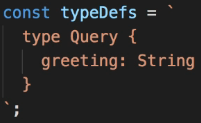 const typeDefs = `
  type Query {
    greeting: String
  }
`;